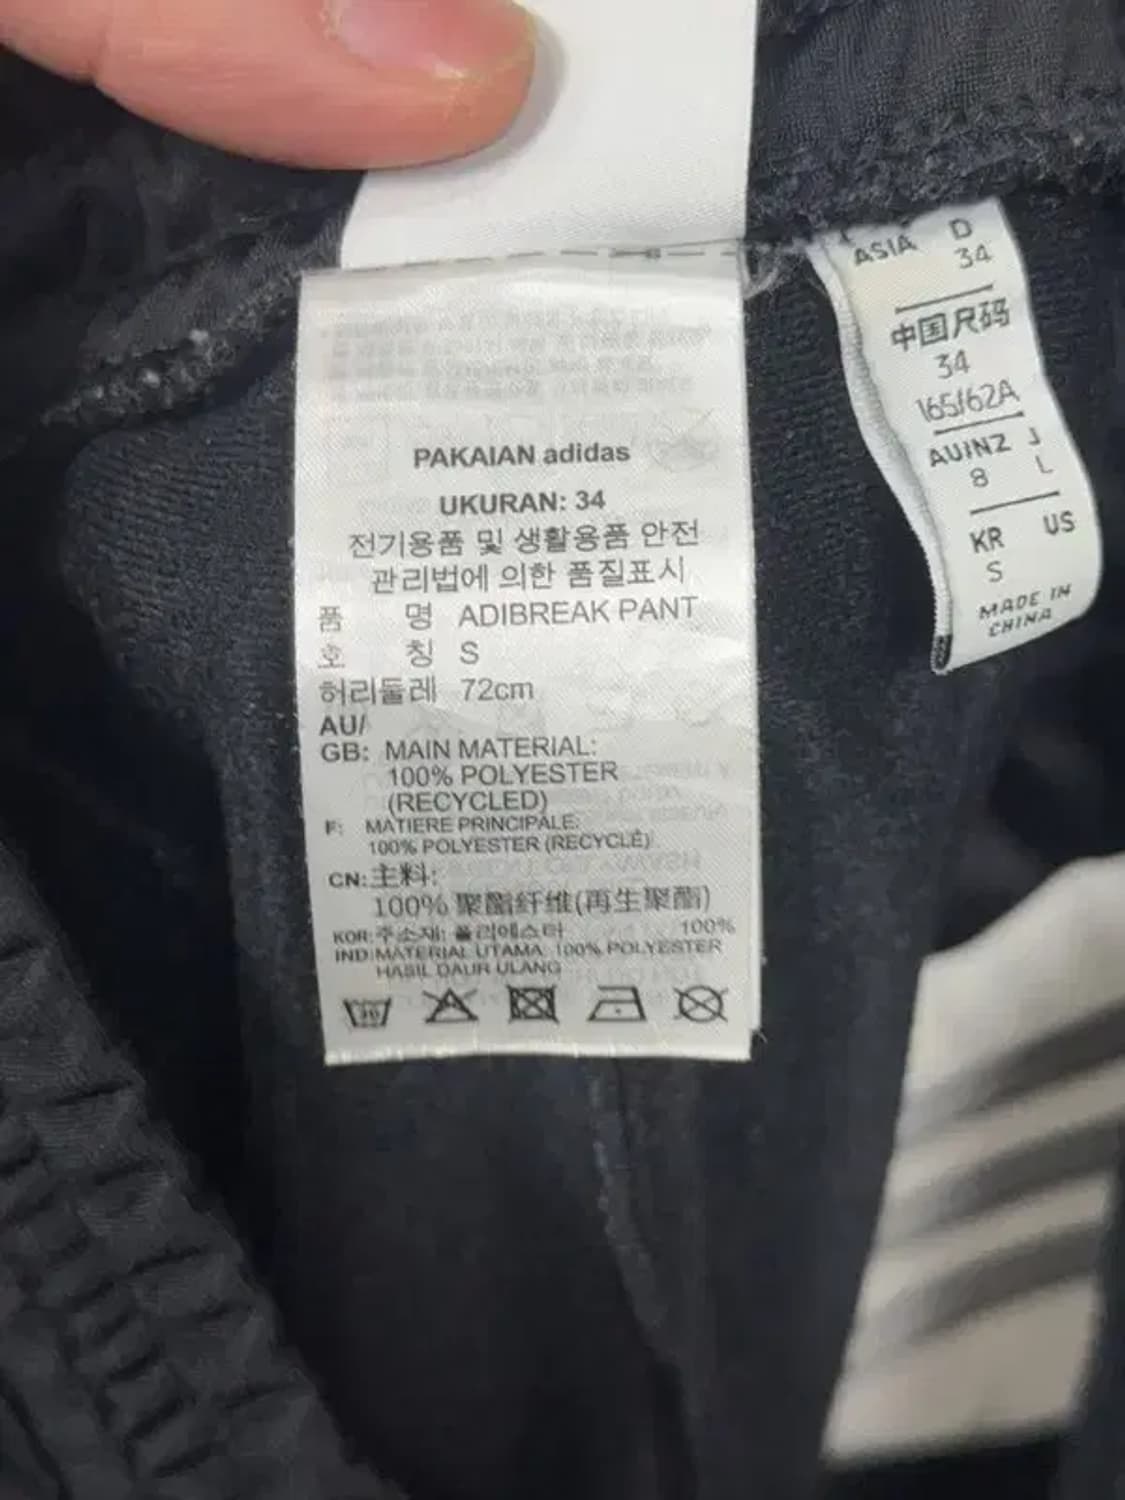 PAKAIAN adidas
UKURAN: 34
전기용품 및 생활용품 안전
관리법에 의한 품질표시
품 명 ADIBREAK PANT
호 칭 S
허리둘레 72cm
AU/
GB: MAIN MATERIAL:
100% POLYESTER
(RECYCLED)
F: MATIERE PRINCIPALE:
100% POLYESTER (RECYCLÉ)
CN: 主料:
100% 聚酯纤维(再生聚酯)
KOR: 주소재: 폴리에스터 100%
IND: MATERIAL UTAMA: 100% POLYESTER
HASIL DAUR ULANG
30
ASIA D
34
中国尺码
34
165/62A
AU/NZ J
8 L
KR US
S
MADE IN
CHINA